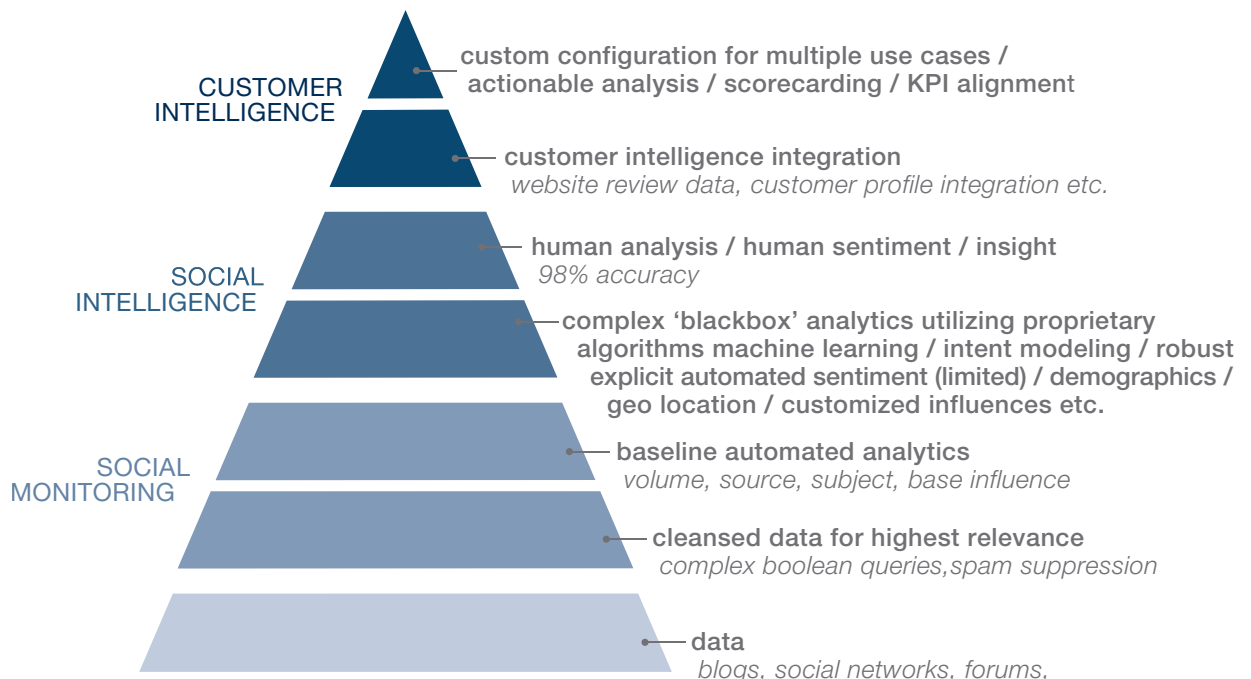 custom configuration for multiple use cases /
actionable analysis / scorecarding / KPI alignment
CUSTOMER
INTELLIGENCE
customer intelligence integration
website review data, customer profile integration etc.
human analysis / human sentiment / insight
98% accuracy
SOCIAL
INTELLIGENCE
complex ‘blackbox’ analytics utilizing proprietary
algorithms machine learning / intent modeling / robust
explicit automated sentiment (limited) / demographics /
geo location / customized influences etc.
baseline automated analytics
volume, source, subject, base influence
SOCIAL
MONITORING
cleansed data for highest relevance
complex boolean queries,spam suppression
data
blogs, social networks, forums,